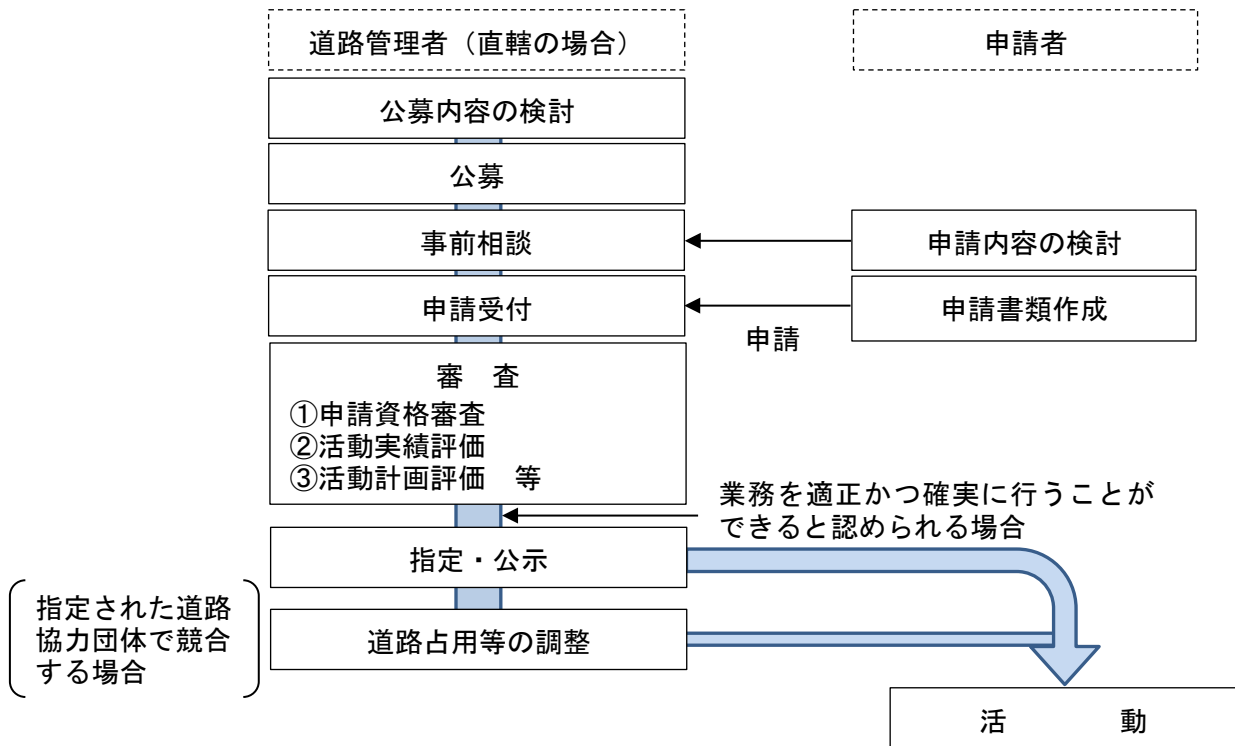 道路管理者（直轄の場合）
申請者
公募内容の検討
公募
事前相談
申請内容の検討
申請受付
申請書類作成
申請
審　査
①申請資格審査
②活動実績評価
③活動計画評価　等
業務を適正かつ確実に行うことが
できると認められる場合
指定・公示
指定された道路
協力団体で競合
する場合
道路占用等の調整
活　　　動